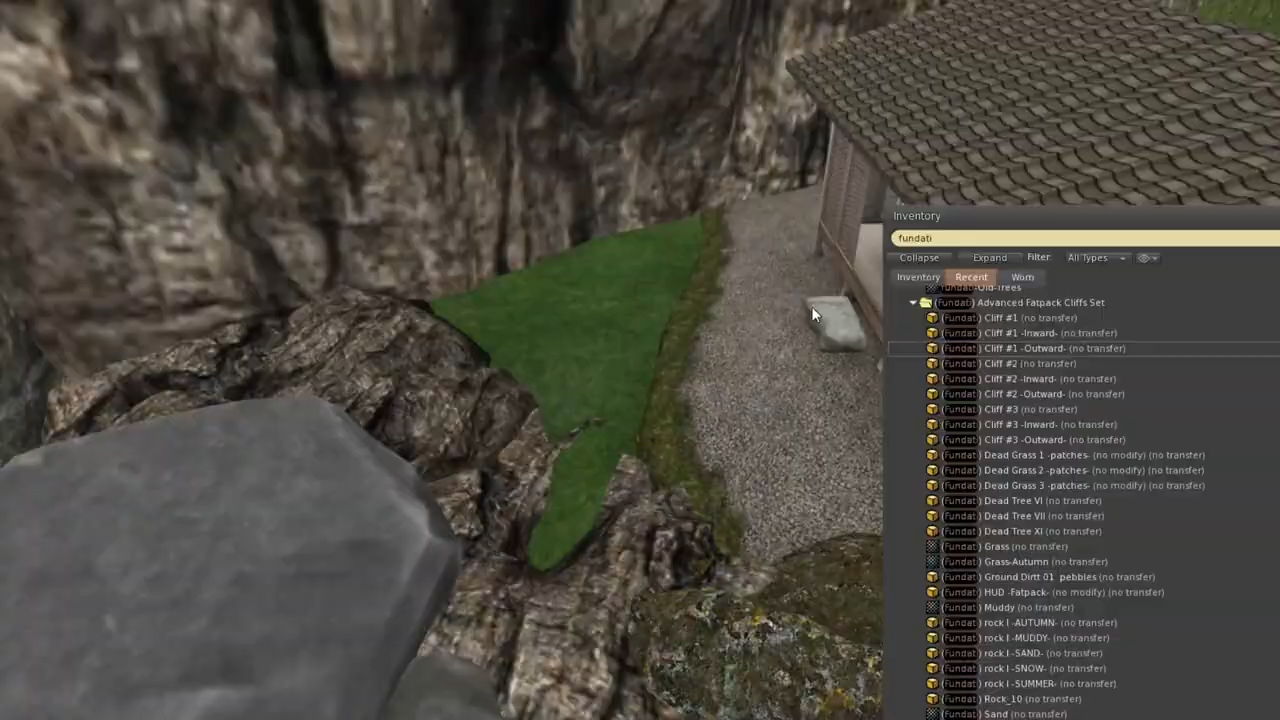 Inventory
fundati
Collapse Expand Filter: All Types
Inventory Recent Worn
Fundati -Old-Trees
(Fundati) Advanced Fatpack Cliffs Set
(Fundati) Cliff #1 (no transfer)
(Fundati) Cliff #1 -Inward- (no transfer)
(Fundati) Cliff #1 -Outward- (no transfer)
(Fundati) Cliff #2 (no transfer)
(Fundati) Cliff #2 -Inward- (no transfer)
(Fundati) Cliff #2 -Outward- (no transfer)
(Fundati) Cliff #3 (no transfer)
(Fundati) Cliff #3 -Inward- (no transfer)
(Fundati) Cliff #3 -Outward- (no transfer)
(Fundati) Dead Grass 1 -patches- (no modify) (no transfer)
(Fundati) Dead Grass 2 -patches- (no modify) (no transfer)
(Fundati) Dead Grass 3 -patches- (no modify) (no transfer)
(Fundati) Dead Tree VI (no transfer)
(Fundati) Dead Tree VII (no transfer)
(Fundati) Dead Tree XI (no transfer)
(Fundati) Grass (no transfer)
(Fundati) Grass-Autumn (no transfer)
(Fundati) Ground Dirtt 01 pebbles (no transfer)
(Fundati) HUD -Fatpack- (no modify) (no transfer)
(Fundati) Muddy (no transfer)
(Fundati) rock I -AUTUMN- (no transfer)
(Fundati) rock I -MUDDY- (no transfer)
(Fundati) rock I -SAND- (no transfer)
(Fundati) rock I -SNOW- (no transfer)
(Fundati) rock I -SUMMER- (no transfer)
(Fundati) Rock_10 (no transfer)
(Fundati) Sand (no transfer)